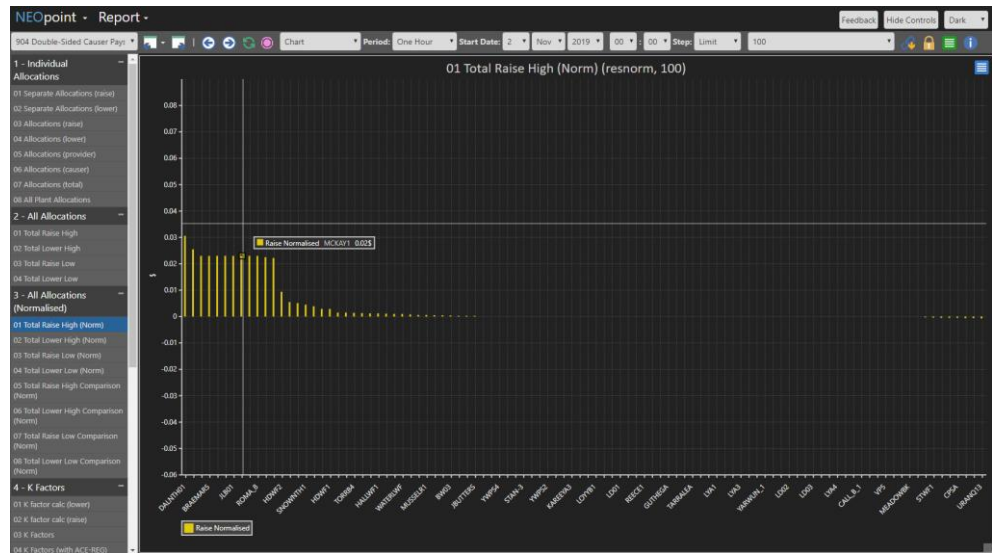 NEOpoint Report
Feedback Hide Controls Dark
904 Double-Sided Causer Pays Chart Period: One Hour Start Date: 2 Nov 2019 00 : 00 Step: Limit 100
1 - Individual
Allocations
01 Separate Allocations (raise)
02 Separate Allocations (lower)
03 Allocations (raise)
04 Allocations (lower)
05 Allocations (provider)
06 Allocations (causer)
07 Allocations (total)
08 All Plant Allocations
2 - All Allocations
01 Total Raise High
02 Total Lower High
03 Total Raise Low
04 Total Lower Low
3 - All Allocations
(Normalised)
01 Total Raise High (Norm)
02 Total Lower High (Norm)
03 Total Raise Low (Norm)
04 Total Lower Low (Norm)
05 Total Raise High Comparison
(Norm)
06 Total Lower High Comparison
(Norm)
07 Total Raise Low Comparison
(Norm)
08 Total Lower Low Comparison
(Norm)
4 - K Factors
01 K factor calc (lower)
02 K factor calc (raise)
03 K Factors
04 K Factors (with ACE-REG)
01 Total Raise High (Norm) (resnorm, 100)
0.08
0.07
0.06
0.05
0.04
0.03
0.02
0.01
0
-0.01
-0.02
-0.03
-0.04
-0.05
-0.06
$
Raise Normalised MCKAY1 0.02$
DALNTH01 BRAEMAR5 JLB01 ROMA_8 HDWF2 SNOWNTH1 HDWF1 TORRB4 HALLWF1 WATERLWF MUSSELR1 BW03 JBUTTERS YWPS4 STAN-3 YWPS2 KAREEYA3 LOYYB1 LD01 REECE1 GUTHEGA TARRALEA LYA1 LYA3 YARWUN_1 LD02 LD03 LYA4 CALL_B_1 VP5 MEADOWBK STWF1 CPSA URANQ13
Raise Normalised